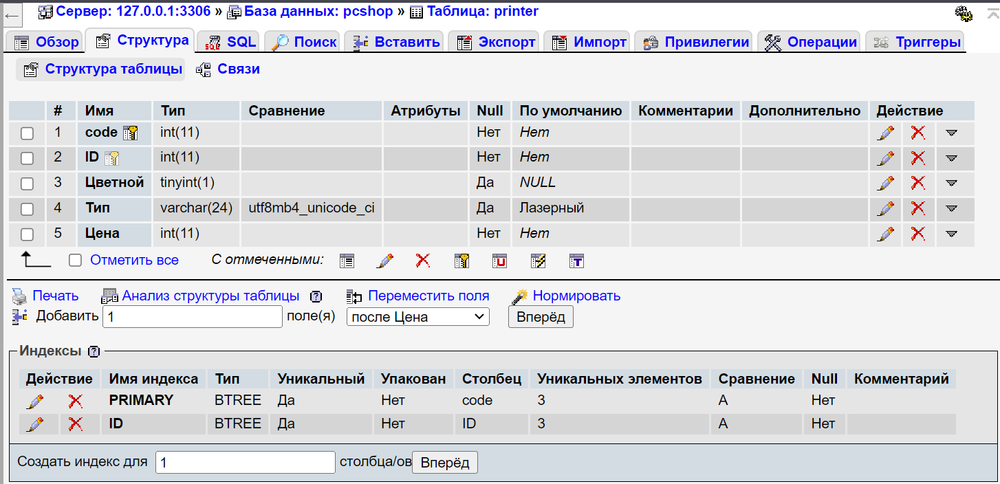 Сервер: 127.0.0.1:3306 » База данных: pcshop » Таблица: printer
Обзор Структура SQL Поиск Вставить Экспорт Импорт Привилегии Операции Триггеры
Структура таблицы Связи
# Имя Тип Сравнение Атрибуты Null По умолчанию Комментарии Дополнительно Действие
1 code int(11) Нет Нет
2 ID int(11) Нет Нет
3 Цветной tinyint(1) Да NULL
4 Тип varchar(24) utf8mb4_unicode_ci Да Лазерный
5 Цена int(11) Нет Нет
Отметить все С отмеченными:
Печать Анализ структуры таблицы Переместить поля Нормировать
Добавить 1 поле(я) после Цена Вперёд
Индексы
Действие Имя индекса Тип Уникальный Упакован Столбец Уникальных элементов Сравнение Null Комментарий
PRIMARY BTREE Да Нет code 3 A Нет
ID BTREE Да Нет ID 3 A Нет
Создать индекс для 1 столбца/ов Вперёд